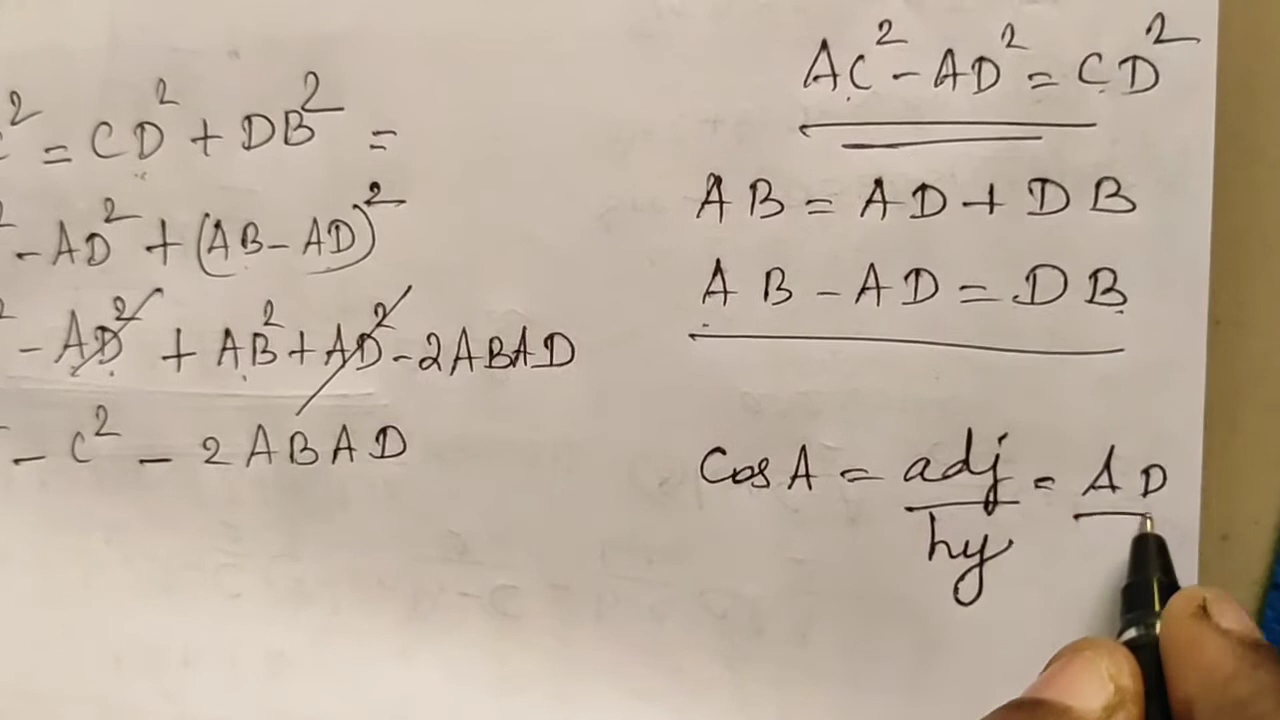 ² = CD² + DB² =
- AD² + (AB - AD)²
- AD² + AB² + AD² - 2ABAD
- C² - 2ABAD
AC² - AD² = CD²
AB = AD + DB
AB - AD = DB
Cos A = adj/hy = AD